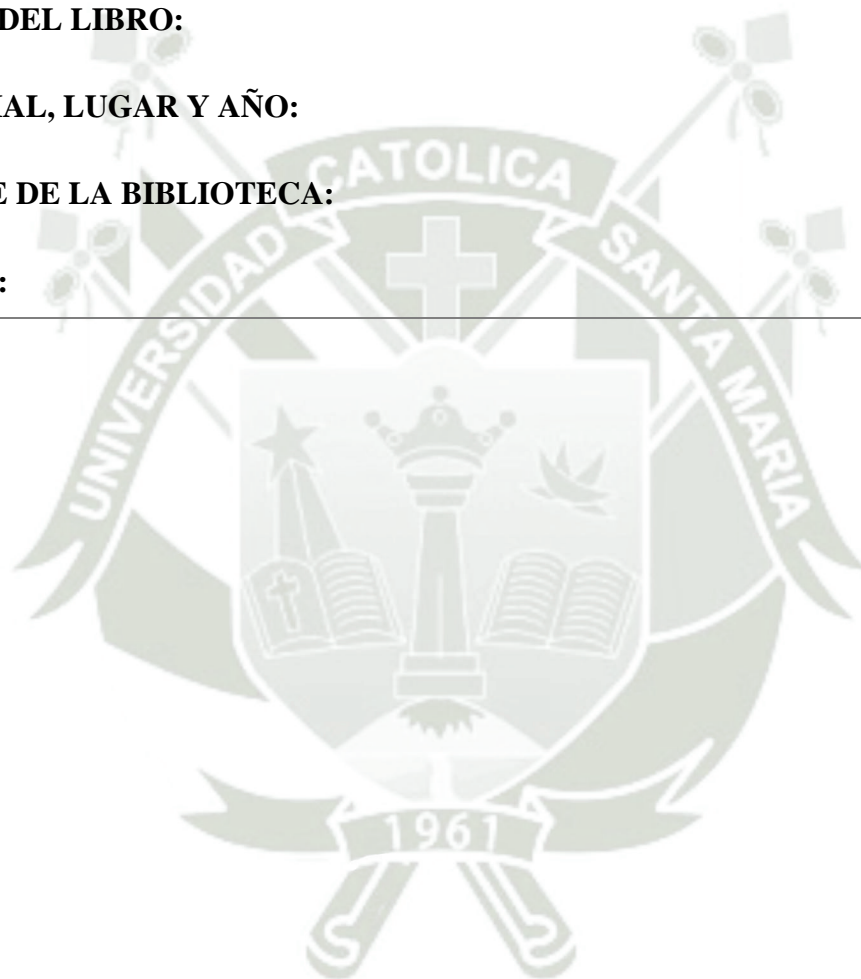 DEL LIBRO:
IAL, LUGAR Y AÑO:
E DE LA BIBLIOTECA:
:
UNIVERSIDAD CATOLICA SANTA MARIA
1961